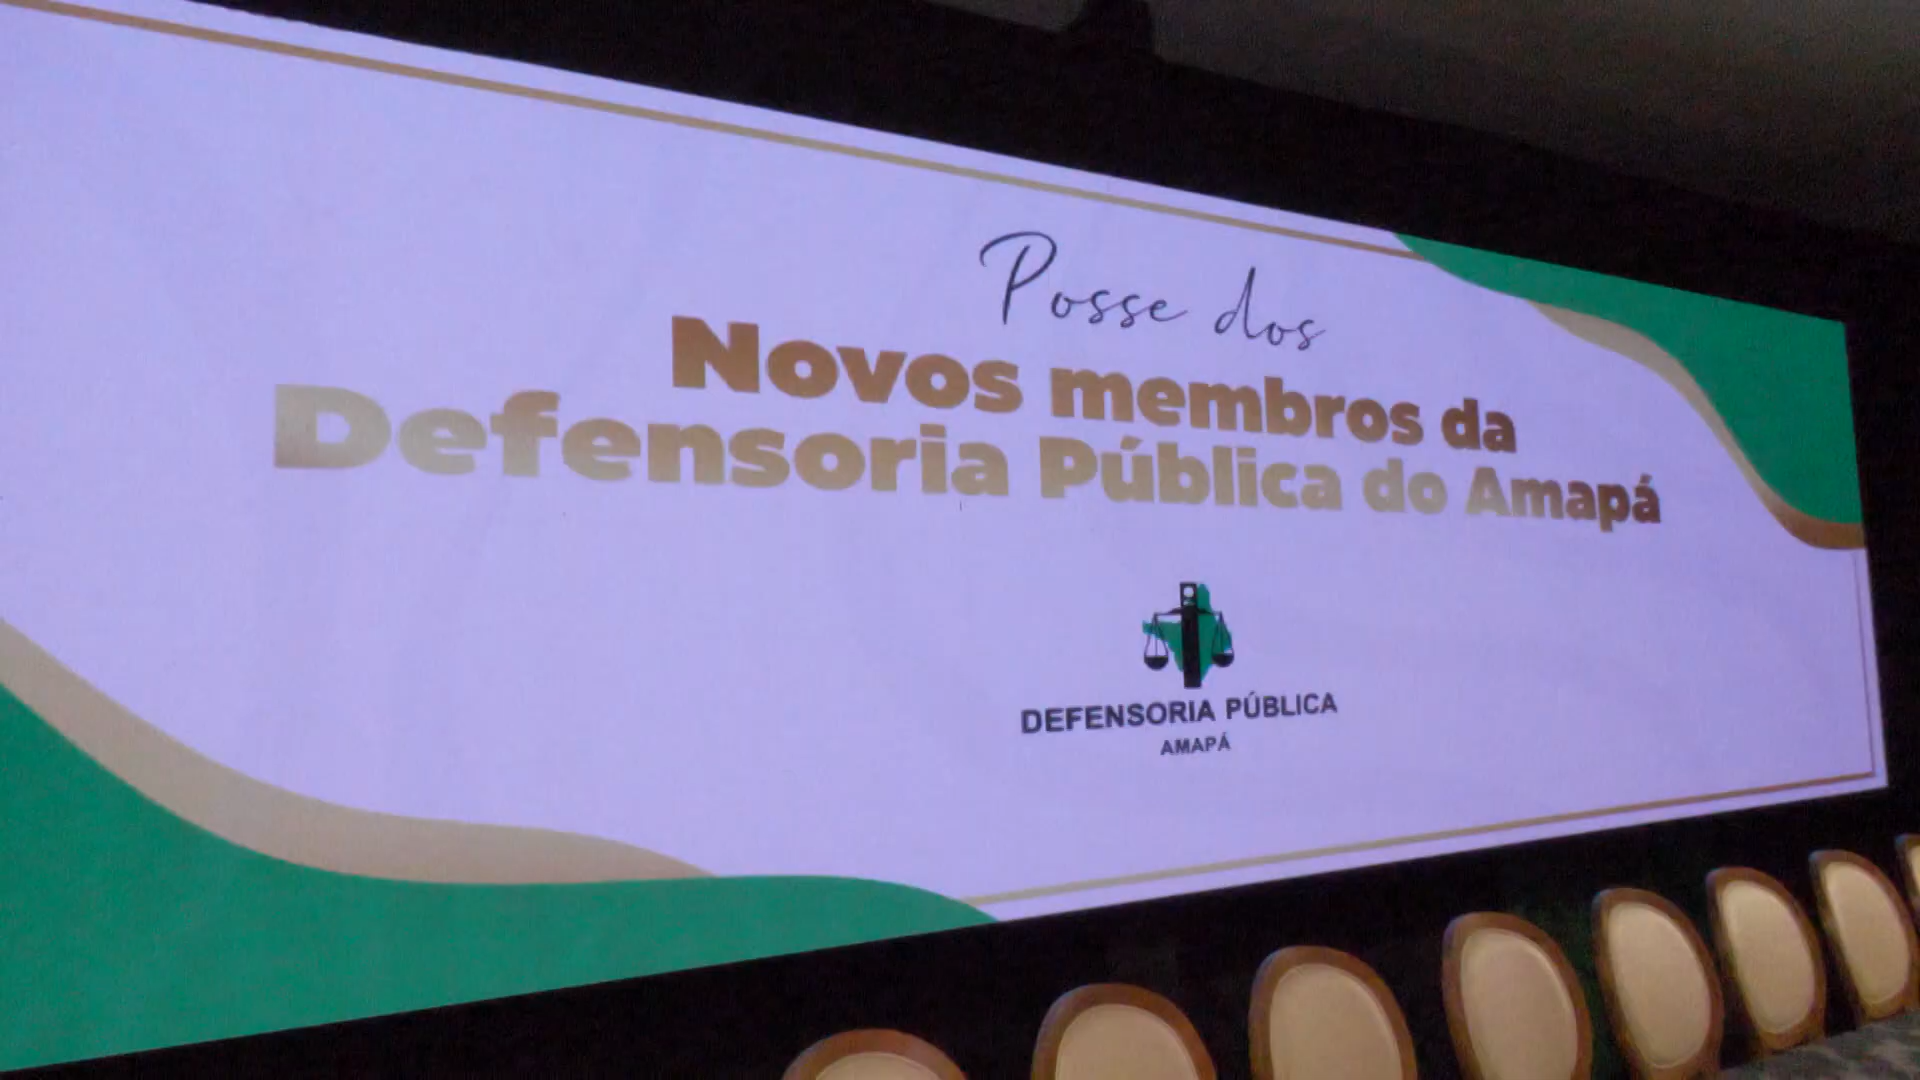 Posse dos
Novos membros da
Defensoria Pública do Amapá
DEFENSORIA PÚBLICA
AMAPÁ